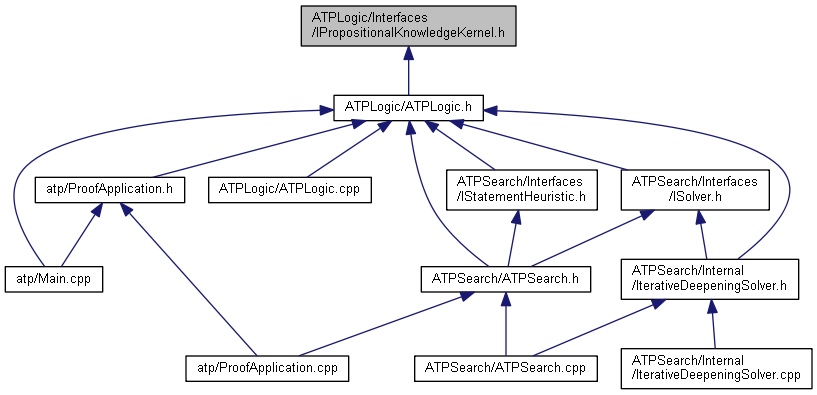 ATPLogic/Interfaces
/IPropositionalKnowledgeKernel.h
ATPLogic/ATPLogic.h
atp/ProofApplication.h
ATPLogic/ATPLogic.cpp
ATPSearch/Interfaces
/IStatementHeuristic.h
ATPSearch/Interfaces
/ISolver.h
atp/Main.cpp
ATPSearch/ATPSearch.h
ATPSearch/Internal
/IterativeDeepeningSolver.h
atp/ProofApplication.cpp
ATPSearch/ATPSearch.cpp
ATPSearch/Internal
/IterativeDeepeningSolver.cpp